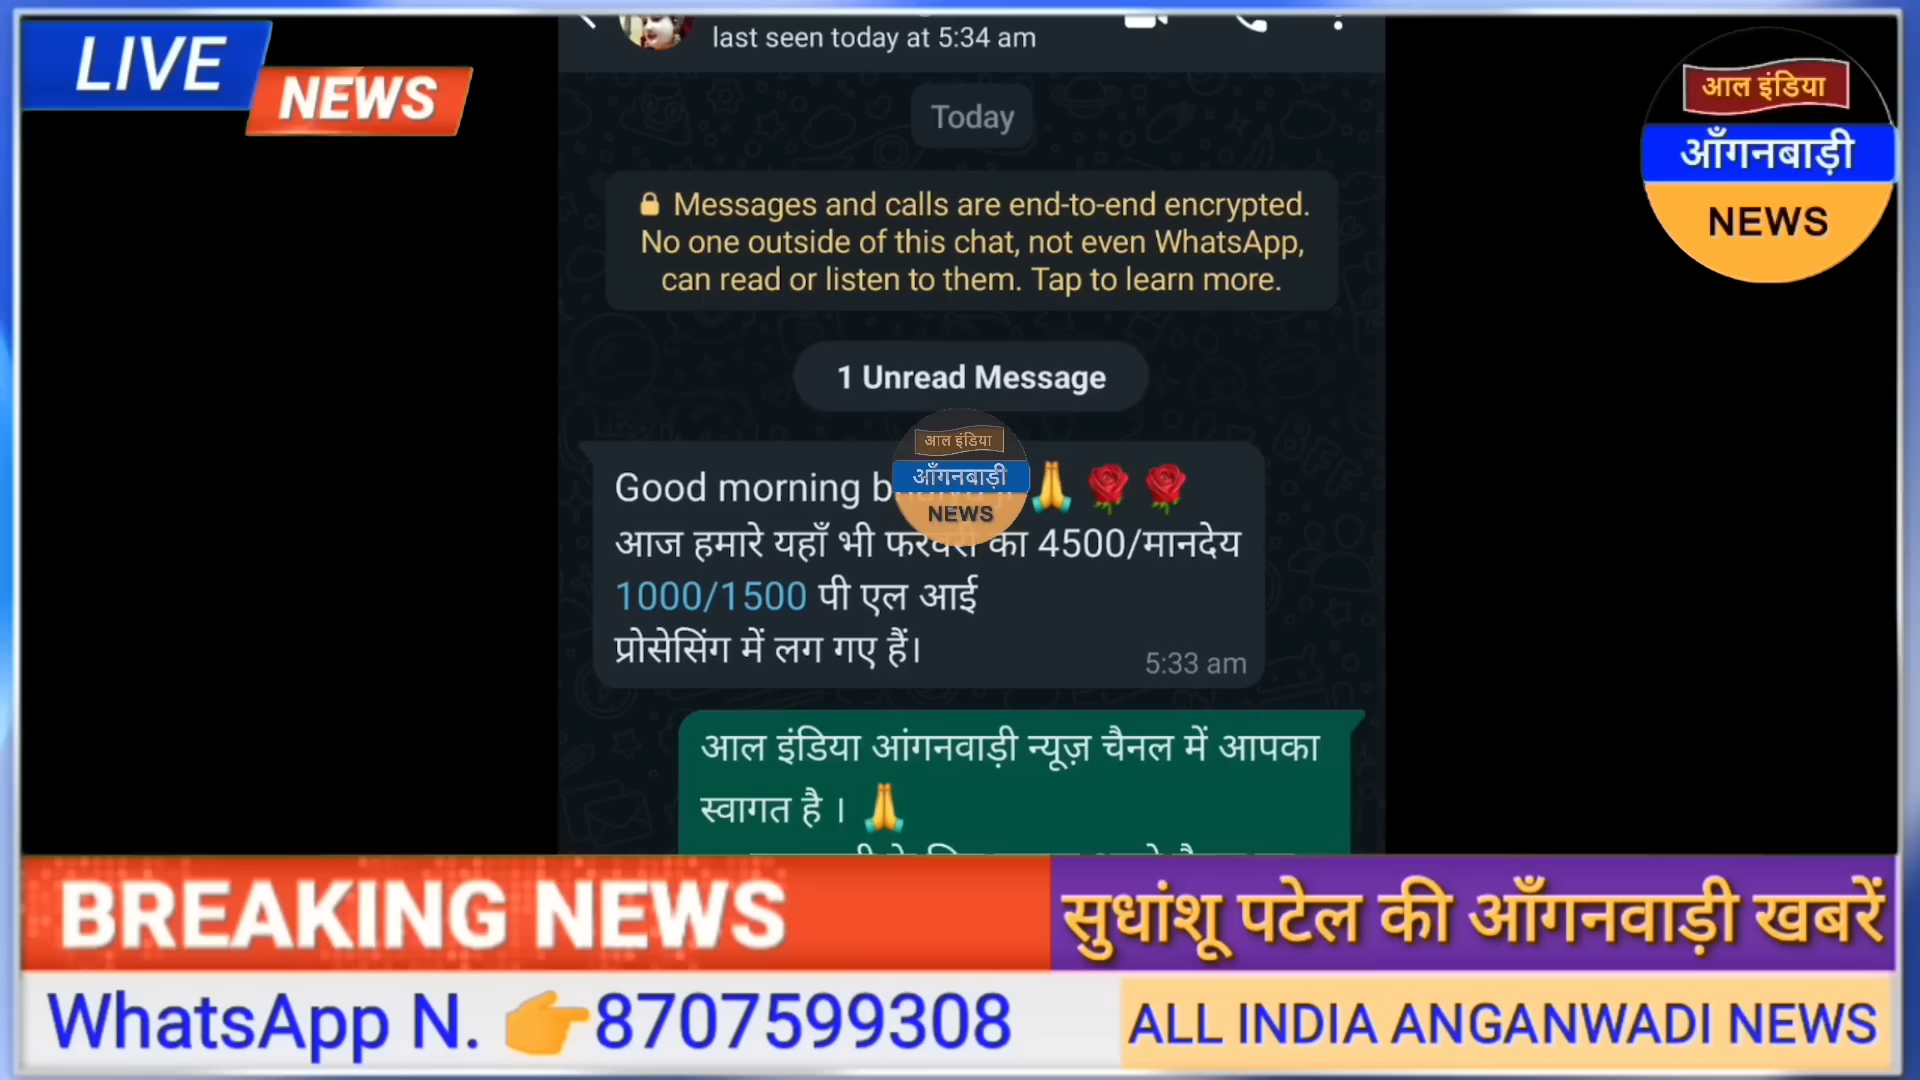 LIVE
NEWS
last seen today at 5:34 am
आल इंडिया
आँगनबाड़ी
NEWS
Today
Messages and calls are end-to-end encrypted.
No one outside of this chat, not even WhatsApp,
can read or listen to them. Tap to learn more.
1 Unread Message
आल इंडिया
आँगनबाड़ी
NEWS
Good morning
आज हमारे यहाँ भी फरवरी का 4500/मानदेय
1000/1500 पी एल आई
प्रोसेसिंग में लग गए हैं।
5:33 am
आल इंडिया आंगनवाड़ी न्यूज़ चैनल में आपका
स्वागत है । 
BREAKING NEWS
सुधांशू पटेल की आँगनवाड़ी खबरें
WhatsApp N. 👉8707599308
ALL INDIA ANGANWADI NEWS